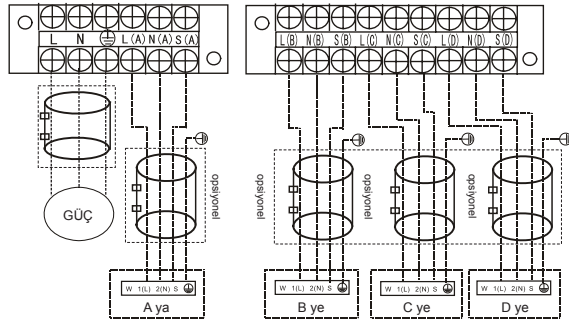 L N L(A) N(A) S(A)
L(B) N(B) S(B) L(C) N(C) S(C) L(D) N(D) S(D)
GÜÇ
opsiyonel
opsiyonel
opsiyonel
opsiyonel
W 1(L) 2(N) S
A ya
W 1(L) 2(N) S
B ye
W 1(L) 2(N) S
C ye
W 1(L) 2(N) S
D ye